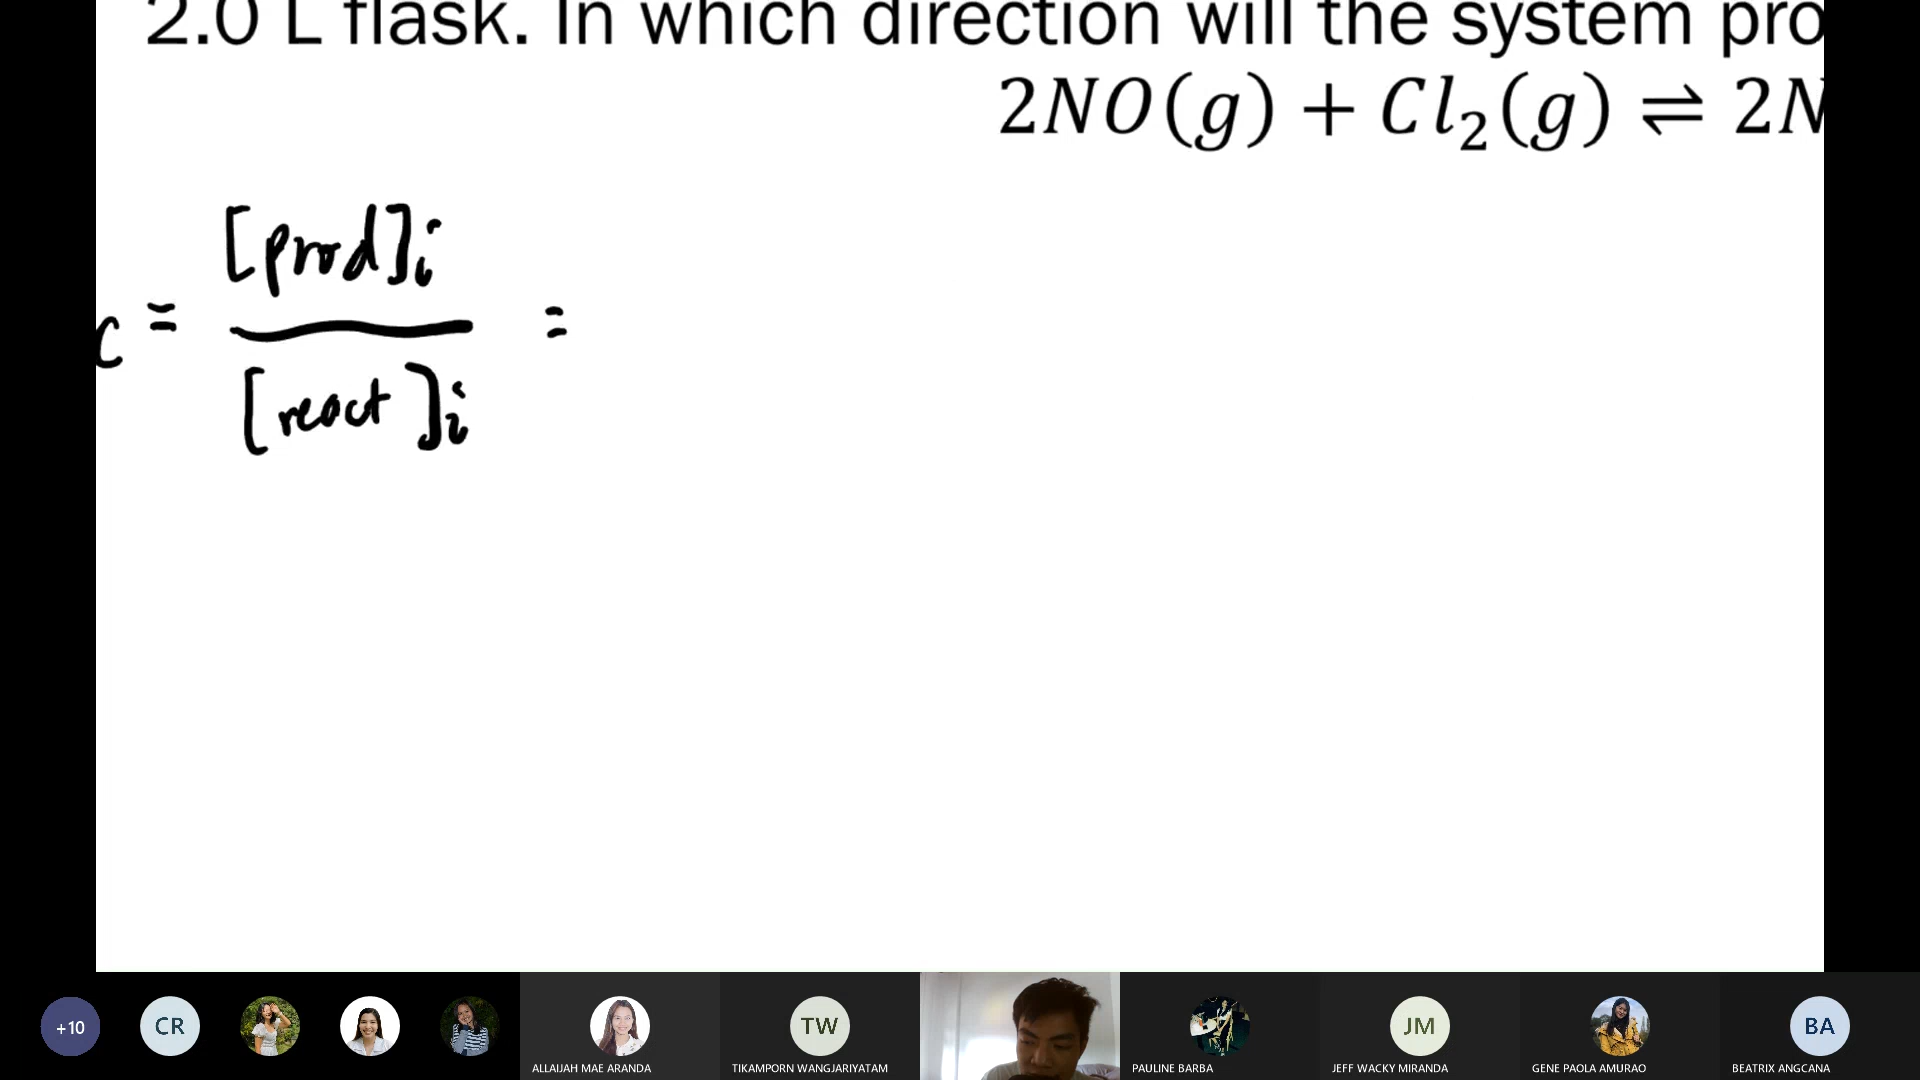 2.0 L flask. In which direction will the system pro
2NO(g) + Cl₂(g) ⇌ 2N
[prod]i
c = =
[react]i
+10 CR TW JM BA
ALLAIJAH MAE ARANDA TIKAMPORN WANGJARIYATAM PAULINE BARBA JEFF WACKY MIRANDA GENE PAOLA AMURAO BEATRIX ANGCANA